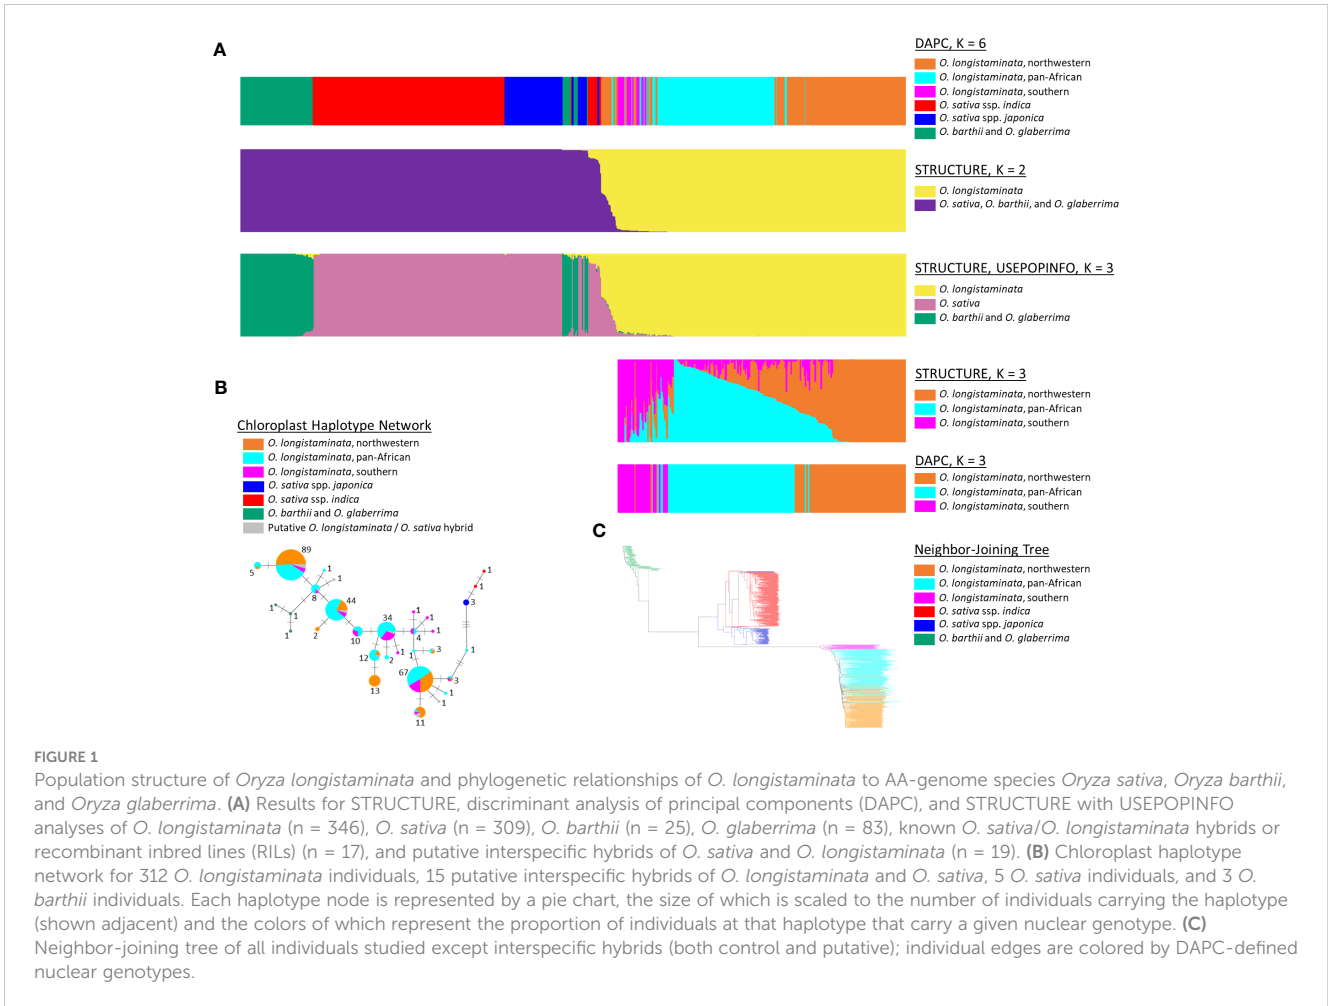 A
DAPC, K = 6
O. longistaminata, northwestern
O. longistaminata, pan-African
O. longistaminata, southern
O. sativa ssp. indica
O. sativa spp. japonica
O. barthii and O. glaberrima
STRUCTURE, K = 2
O. longistaminata
O. sativa, O. barthii, and O. glaberrima
STRUCTURE, USEPOPINFO, K = 3
O. longistaminata
O. sativa
O. barthii and O. glaberrima
STRUCTURE, K = 3
O. longistaminata, northwestern
O. longistaminata, pan-African
O. longistaminata, southern
DAPC, K = 3
O. longistaminata, northwestern
O. longistaminata, pan-African
O. longistaminata, southern
B
Chloroplast Haplotype Network
O. longistaminata, northwestern
O. longistaminata, pan-African
O. longistaminata, southern
O. sativa spp. japonica
O. sativa ssp. indica
O. barthii and O. glaberrima
Putative O. longistaminata / O. sativa hybrid
89
5
1
1
8
1
1
1
44
2
10
34
1
1
1
4
12
2
1
1
3
13
67
3
1
1
11
1
3
1
1
C
Neighbor-Joining Tree
O. longistaminata, northwestern
O. longistaminata, pan-African
O. longistaminata, southern
O. sativa ssp. indica
O. sativa spp. japonica
O. barthii and O. glaberrima
FIGURE 1
Population structure of Oryza longistaminata and phylogenetic relationships of O. longistaminata to AA-genome species Oryza sativa, Oryza barthii,
and Oryza glaberrima. (A) Results for STRUCTURE, discriminant analysis of principal components (DAPC), and STRUCTURE with USEPOPINFO
analyses of O. longistaminata (n = 346), O. sativa (n = 309), O. barthii (n = 25), O. glaberrima (n = 83), known O. sativa/O. longistaminata hybrids or
recombinant inbred lines (RILs) (n = 17), and putative interspecific hybrids of O. sativa and O. longistaminata (n = 19). (B) Chloroplast haplotype
network for 312 O. longistaminata individuals, 15 putative interspecific hybrids of O. longistaminata and O. sativa, 5 O. sativa individuals, and 3 O.
barthii individuals. Each haplotype node is represented by a pie chart, the size of which is scaled to the number of individuals carrying the haplotype
(shown adjacent) and the colors of which represent the proportion of individuals at that haplotype that carry a given nuclear genotype. (C)
Neighbor-joining tree of all individuals studied except interspecific hybrids (both control and putative); individual edges are colored by DAPC-defined
nuclear genotypes.